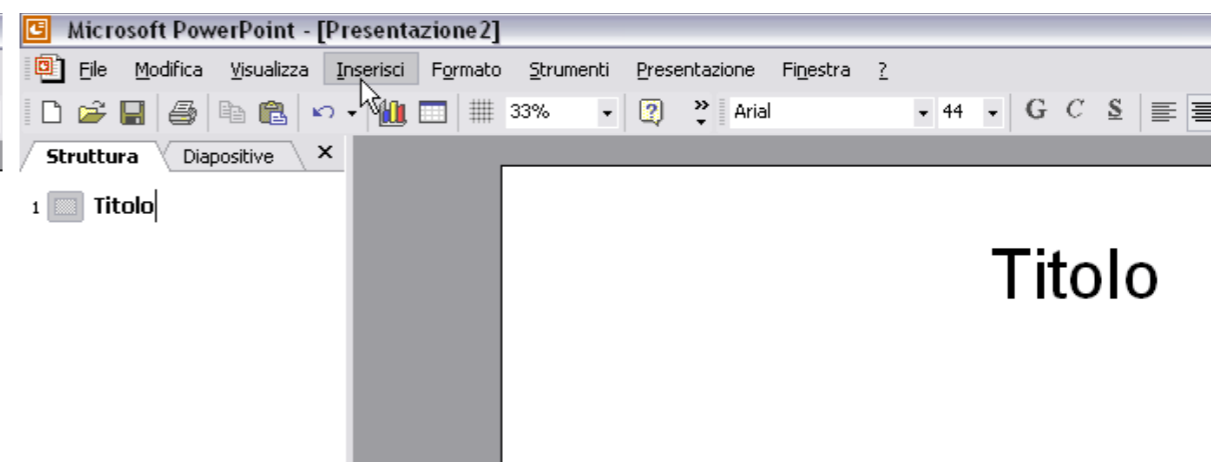 Microsoft PowerPoint - [Presentazione2]
File Modifica Visualizza Inserisci Formato Strumenti Presentazione Finestra ?
33% Arial 44 G C S
Struttura Diapositive
1 Titolo
Titolo